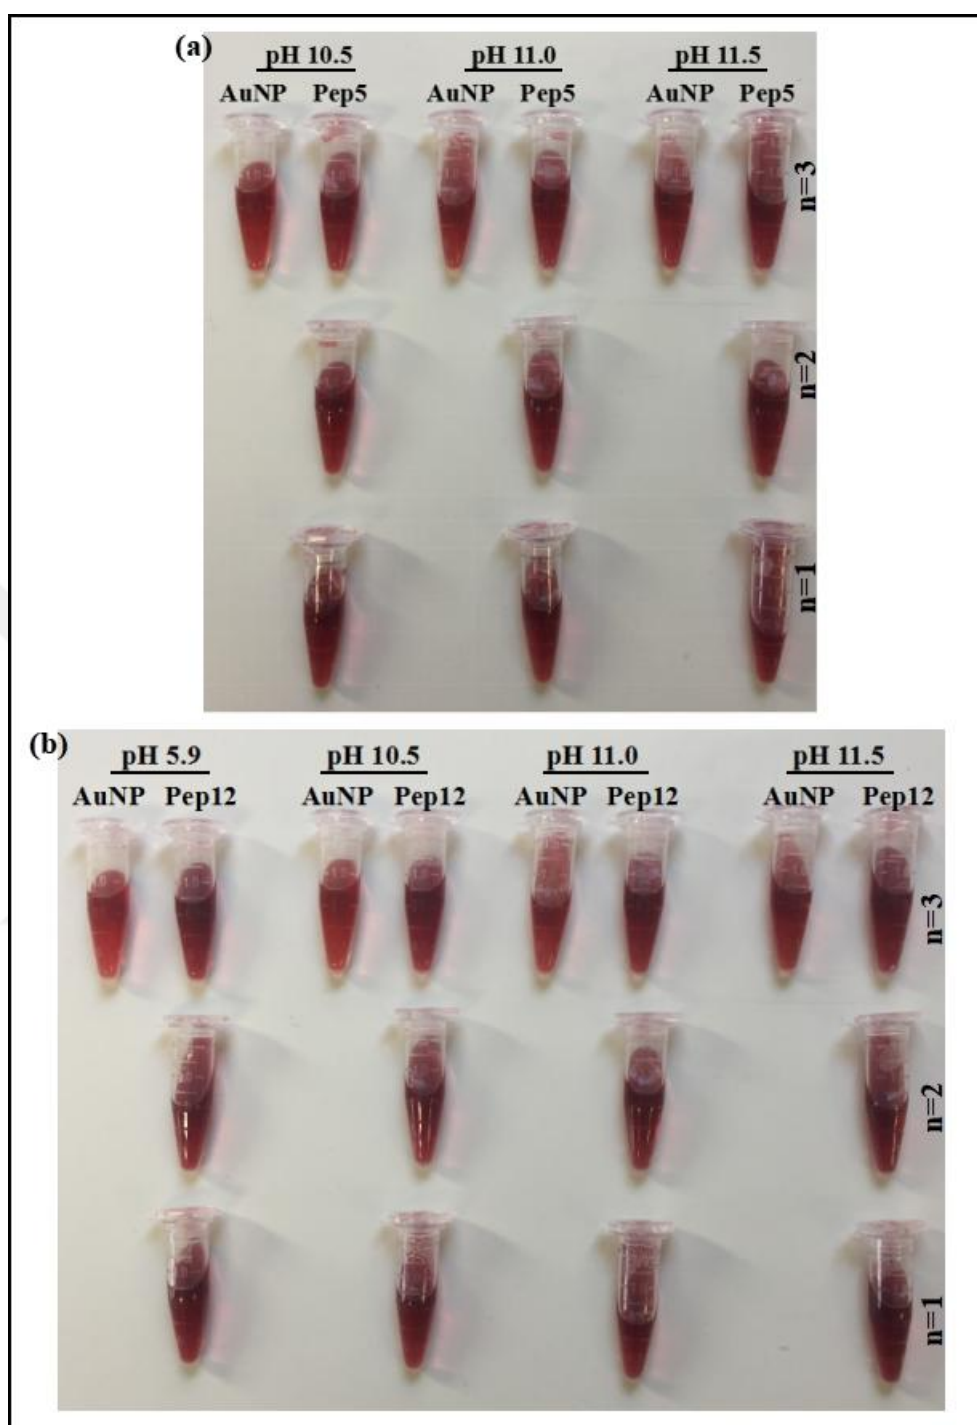 (a)
pH 10.5 pH 11.0 pH 11.5
AuNP Pep5 AuNP Pep5 AuNP Pep5
n=3
n=2
n=1
(b)
pH 5.9 pH 10.5 pH 11.0 pH 11.5
AuNP Pep12 AuNP Pep12 AuNP Pep12 AuNP Pep12
n=3
n=2
n=1